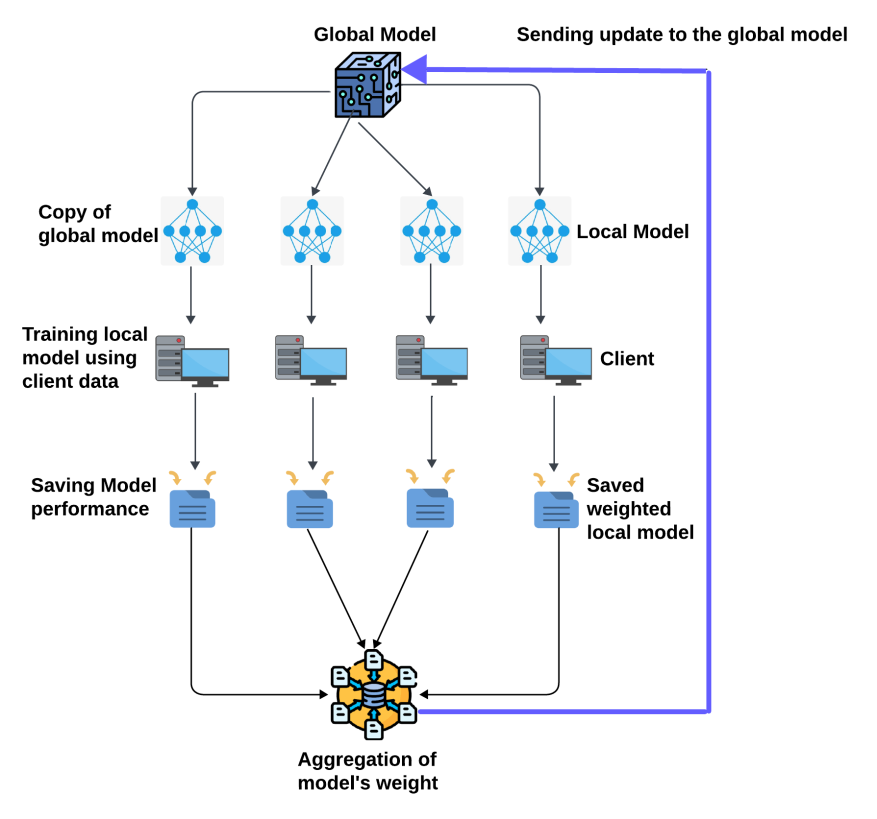 Global Model
Sending update to the global model
Copy of
global model
Local Model
Training local
model using
client data
Client
Saving Model
performance
Saved
weighted
local model
Aggregation of
model's weight